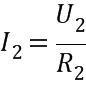 I₂ = U₂ / R₂